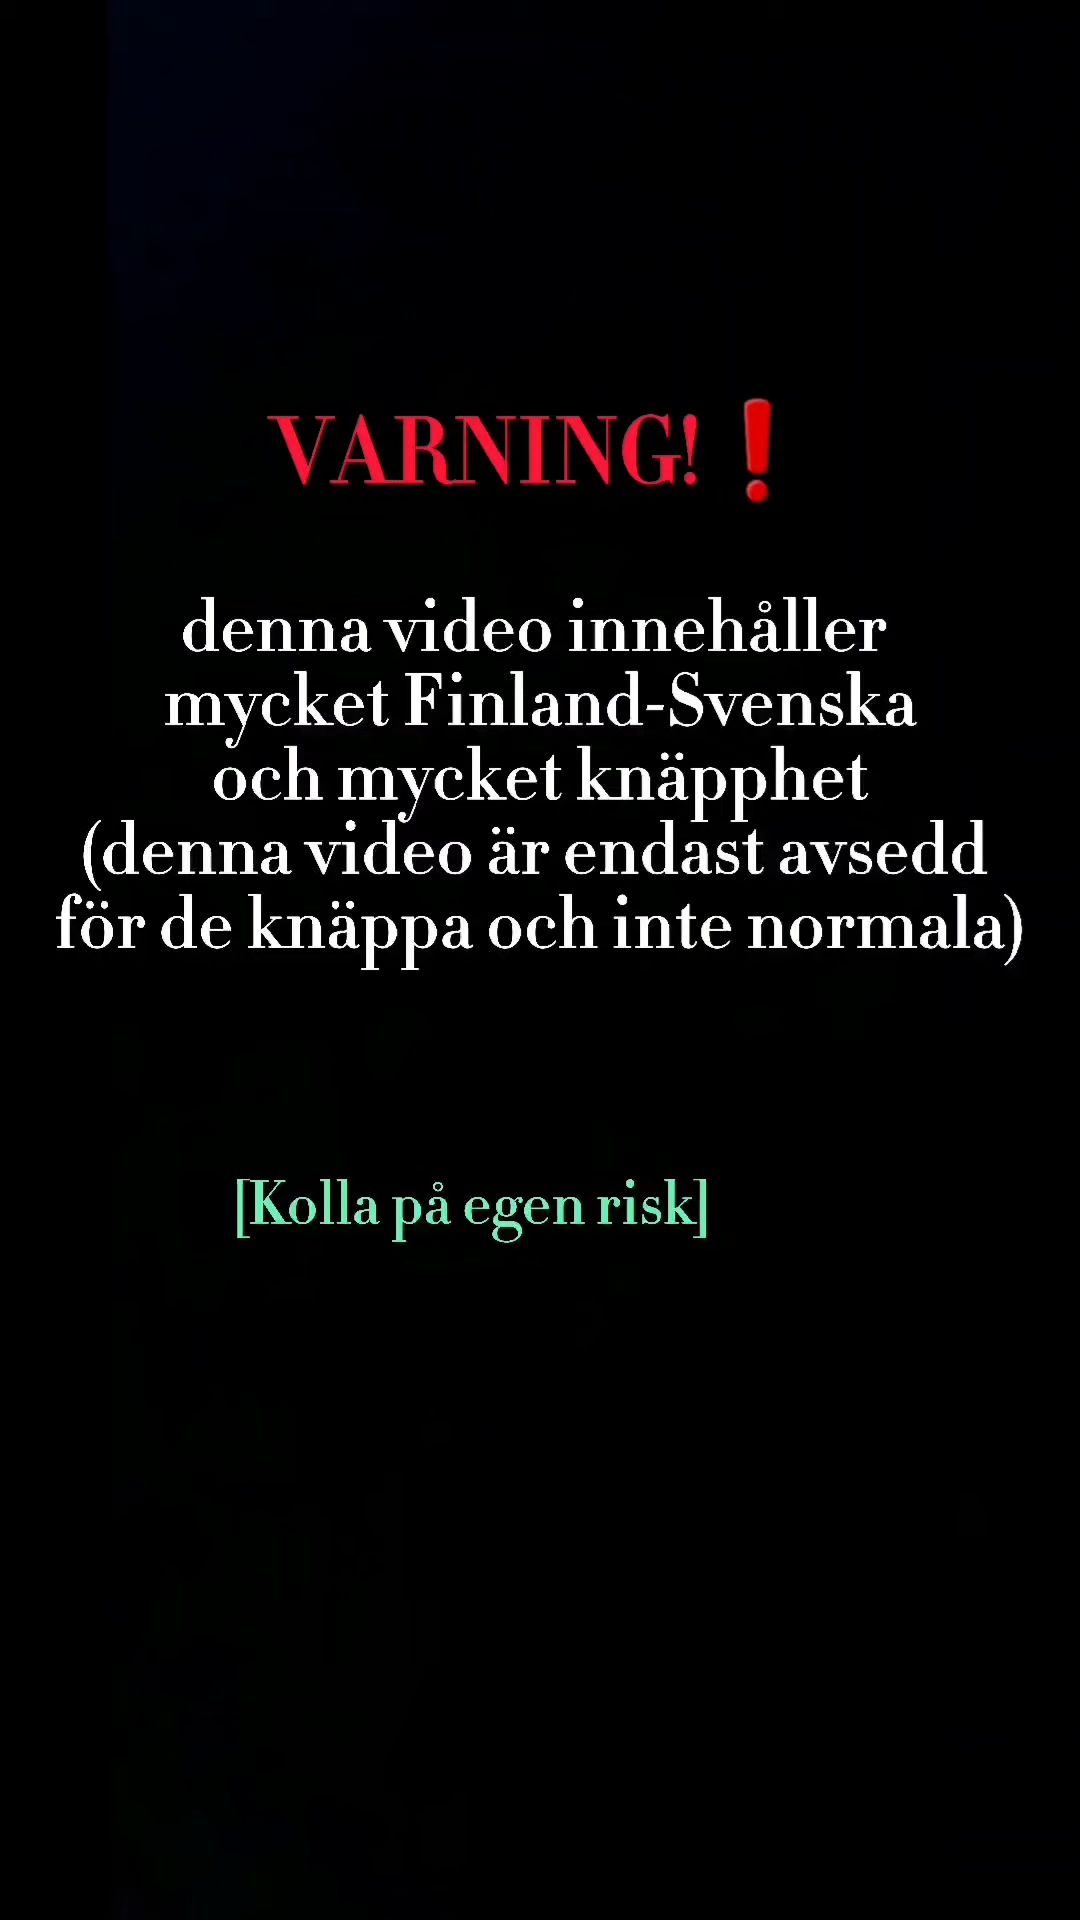 VARNING!❗
denna video innehåller
mycket Finland-Svenska
och mycket knäpphet
(denna video är endast avsedd
för de knäppa och inte normala)
[Kolla på egen risk]